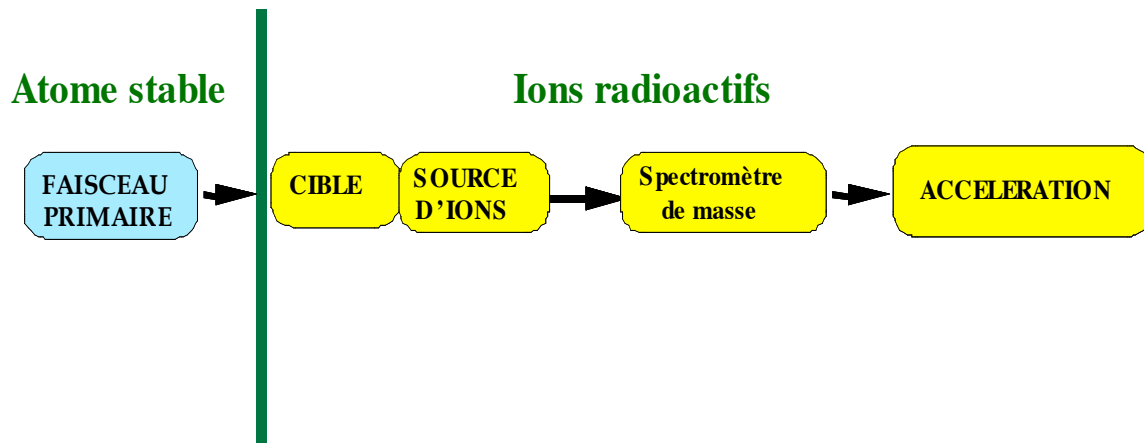 Atome stable
Ions radioactifs
FAISCEAU
PRIMAIRE
CIBLE
SOURCE
D'IONS
Spectromètre
de masse
ACCELERATION